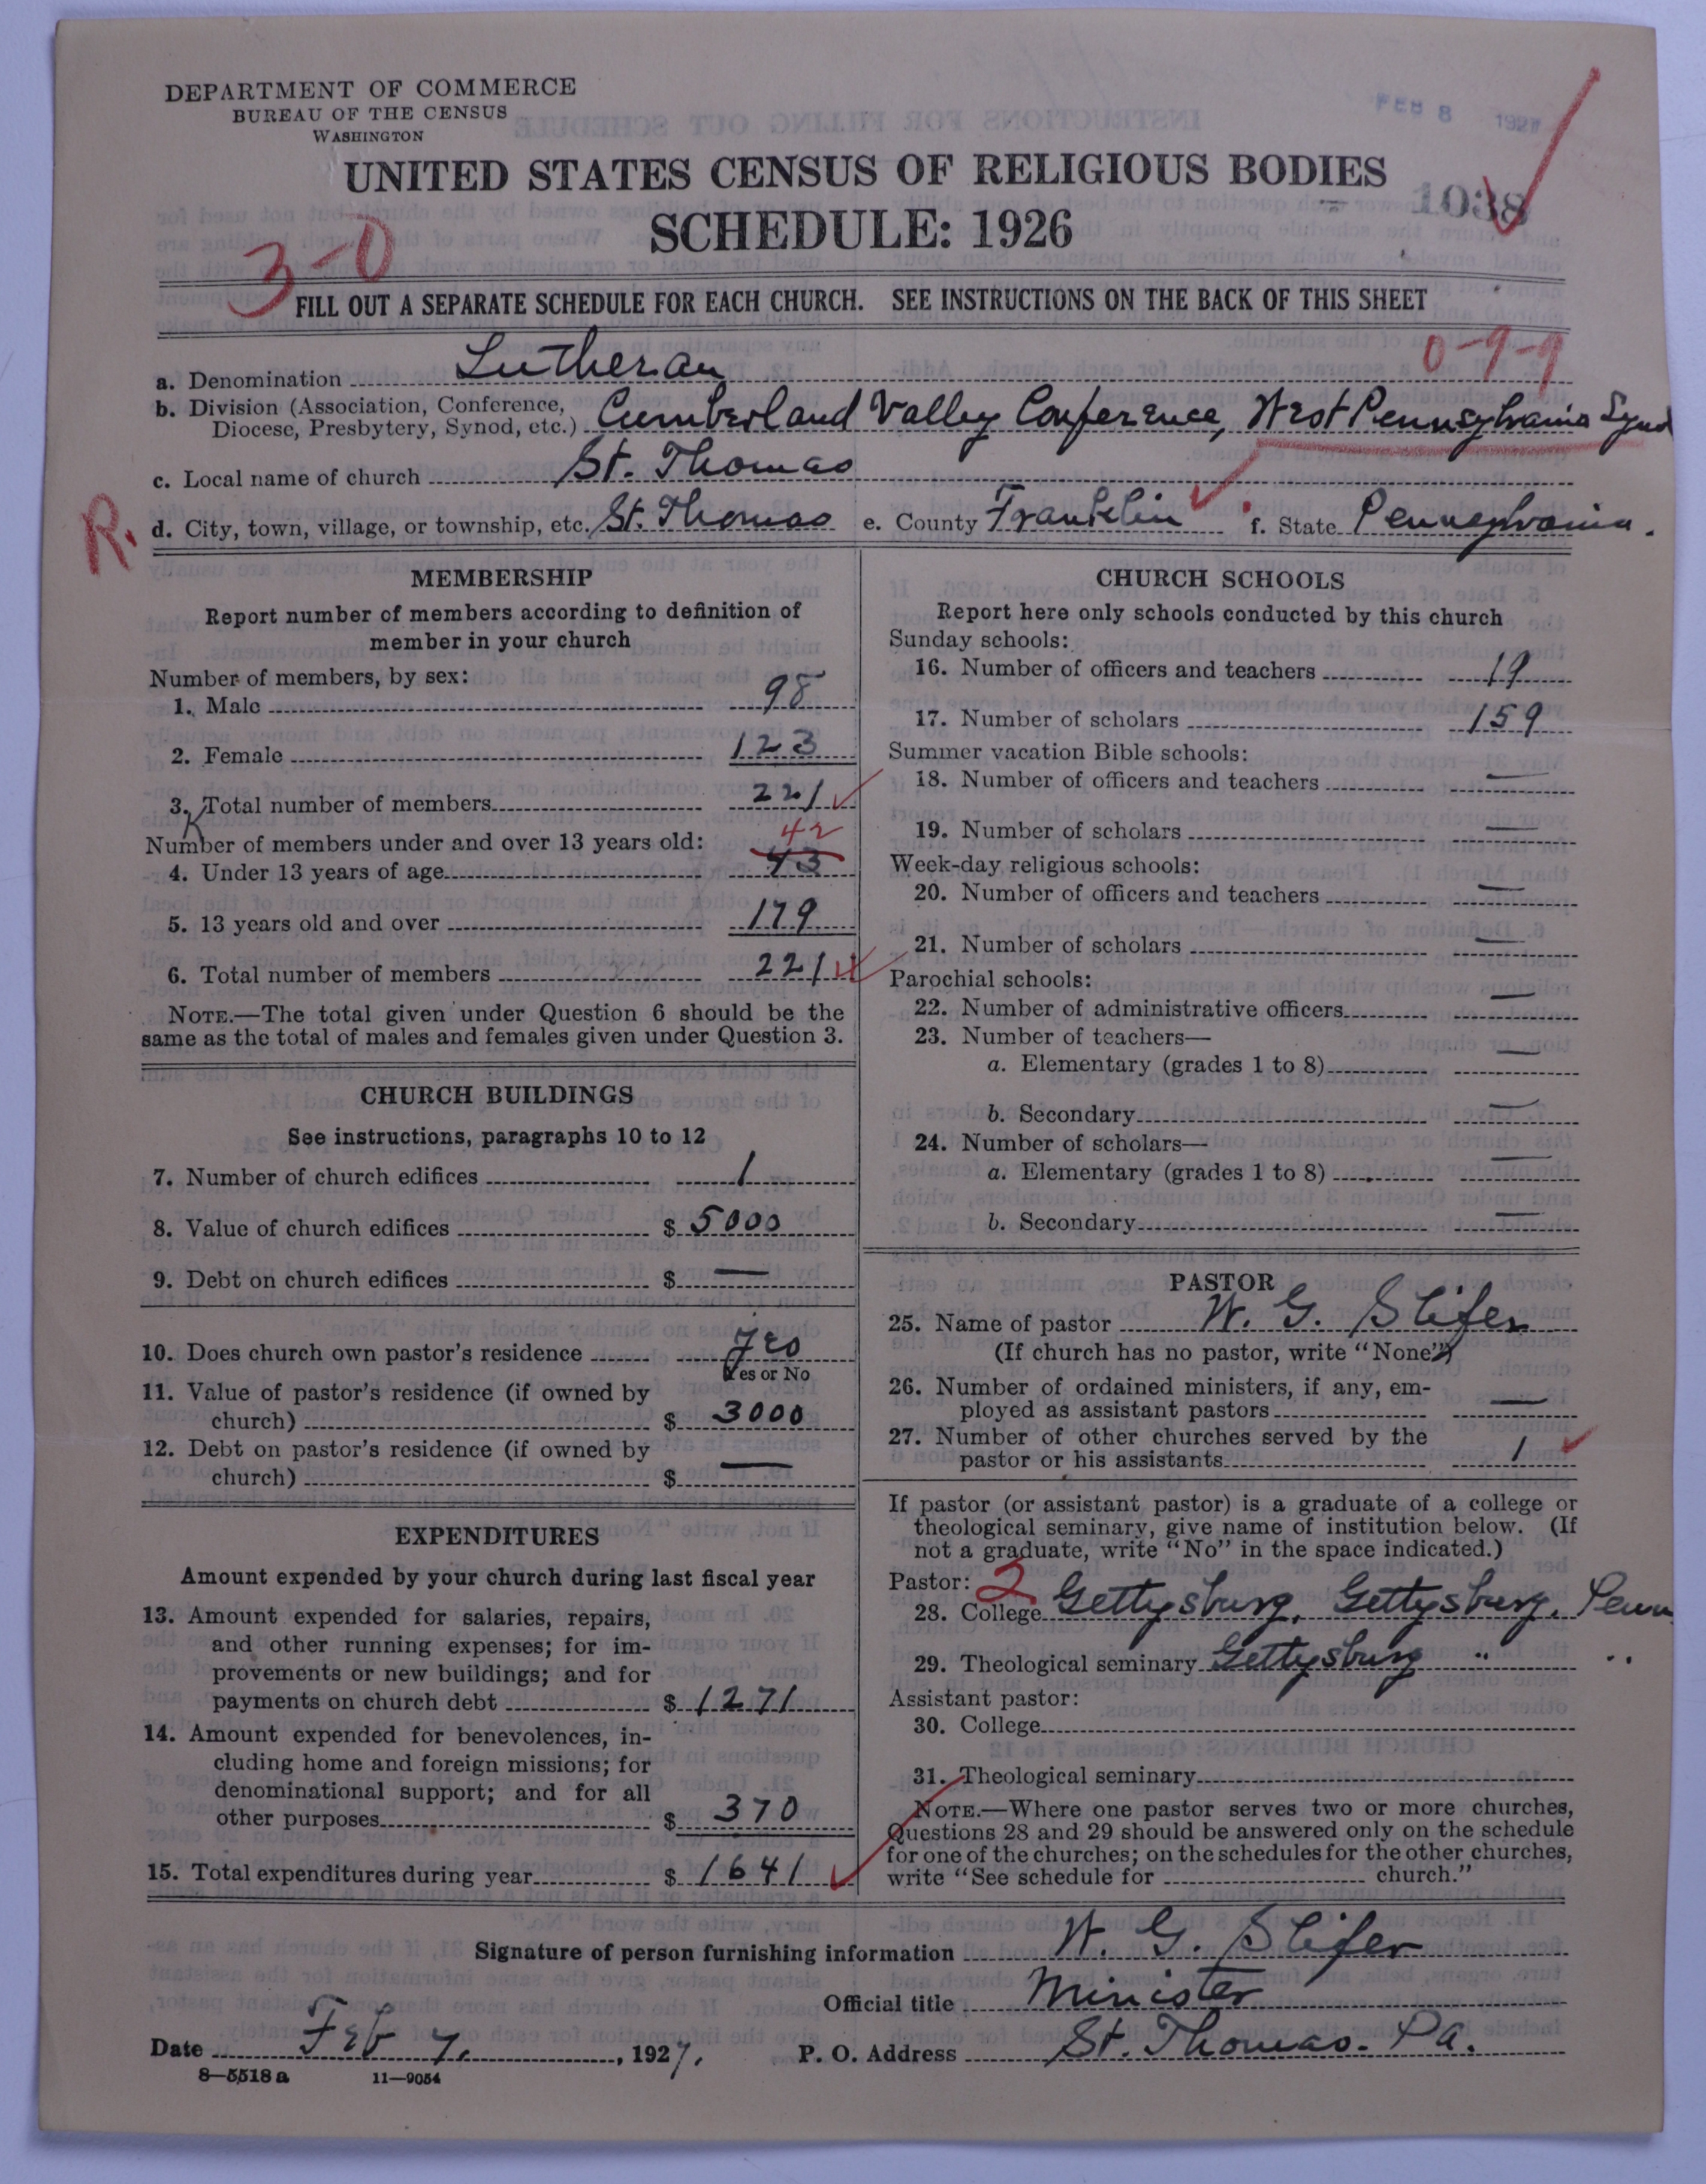 DEPARTMENT OF COMMERCE
BUREAU OF THE CENSUS
WASHINGTON
FEB 8 1927
UNITED STATES CENSUS OF RELIGIOUS BODIES
1038
SCHEDULE: 1926
3-0
FILL OUT A SEPARATE SCHEDULE FOR EACH CHURCH. SEE INSTRUCTIONS ON THE BACK OF THIS SHEET
0-9-9
a. Denomination Lutheran
b. Division (Association, Conference, Diocese, Presbytery, Synod, etc.) Cumberland Valley Conference, West Pennsylvania Synod
c. Local name of church St. Thomas
R.
d. City, town, village, or township, etc. St. Thomas e. County Franklin f. State Pennsylvania.
MEMBERSHIP
Report number of members according to definition of
member in your church
Number of members, by sex:
1. Male 98
2. Female 123
3. Total number of members 221
Number of members under and over 13 years old: 42
4. Under 13 years of age 43
5. 13 years old and over 179
6. Total number of members 221
NOTE.—The total given under Question 6 should be the
same as the total of males and females given under Question 3.
CHURCH BUILDINGS
See instructions, paragraphs 10 to 12
7. Number of church edifices 1
8. Value of church edifices $ 5000
9. Debt on church edifices $ —
10. Does church own pastor's residence Yes
Yes or No
11. Value of pastor's residence (if owned by
church) $ 3000
12. Debt on pastor's residence (if owned by
church) $ —
EXPENDITURES
Amount expended by your church during last fiscal year
13. Amount expended for salaries, repairs,
and other running expenses; for im-
provements or new buildings; and for
payments on church debt $ 1271
14. Amount expended for benevolences, in-
cluding home and foreign missions; for
denominational support; and for all
other purposes $ 370
15. Total expenditures during year $ 1641
CHURCH SCHOOLS
Report here only schools conducted by this church
Sunday schools:
16. Number of officers and teachers 19
17. Number of scholars 159
Summer vacation Bible schools:
18. Number of officers and teachers —
19. Number of scholars —
Week-day religious schools:
20. Number of officers and teachers —
21. Number of scholars —
Parochial schools:
22. Number of administrative officers —
23. Number of teachers—
a. Elementary (grades 1 to 8) —
b. Secondary —
24. Number of scholars—
a. Elementary (grades 1 to 8) —
b. Secondary —
PASTOR
25. Name of pastor W. G. Slifer
(If church has no pastor, write "None")
26. Number of ordained ministers, if any, em-
ployed as assistant pastors —
27. Number of other churches served by the
pastor or his assistants 1
If pastor (or assistant pastor) is a graduate of a college or
theological seminary, give name of institution below. (If
not a graduate, write "No" in the space indicated.)
Pastor: 2
28. College Gettysburg, Gettysburg, Penn
29. Theological seminary Gettysburg " "
Assistant pastor:
30. College
31. Theological seminary
NOTE.—Where one pastor serves two or more churches,
Questions 28 and 29 should be answered only on the schedule
for one of the churches; on the schedules for the other churches,
write "See schedule for church."
Signature of person furnishing information W. G. Slifer
Official title Minister
Date Feb 7, 1927. P. O. Address St. Thomas. Pa.
8—5518 a 11—9054